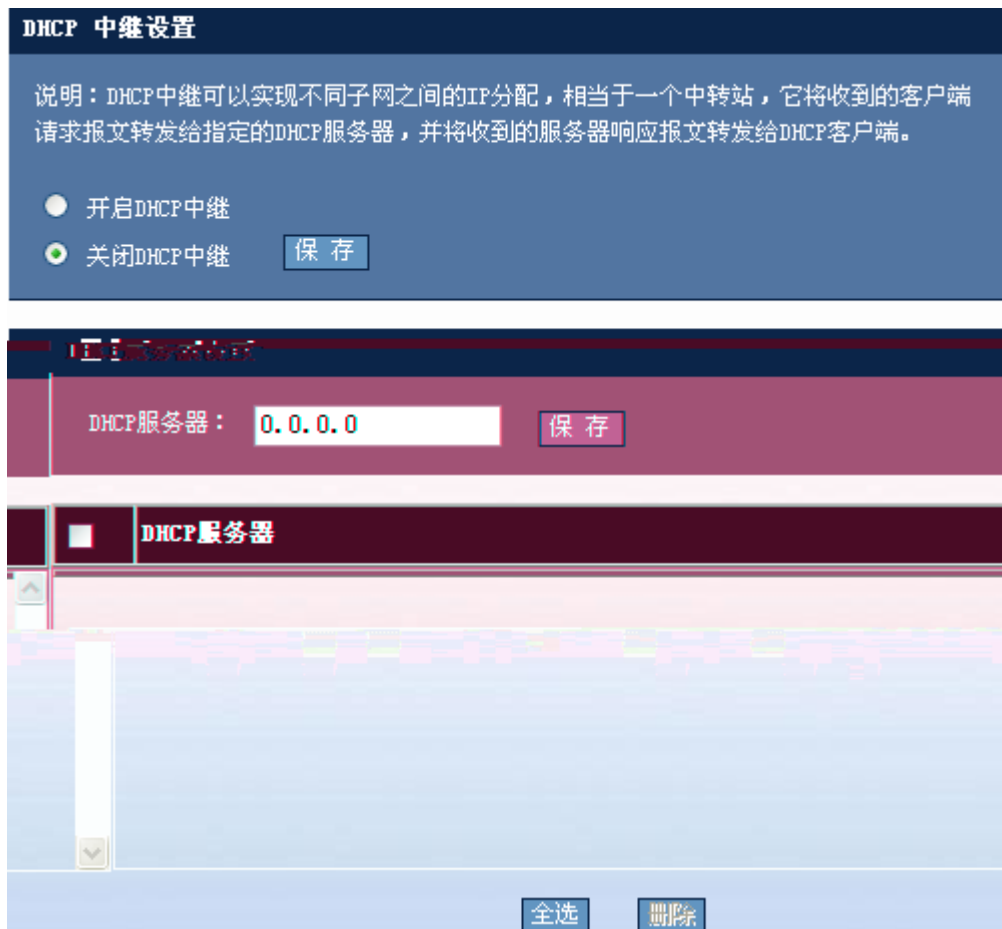 DHCP 中继设置
说明：DHCP中继可以实现不同子网之间的IP分配，相当于一个中转站，它将收到的客户端
请求报文转发给指定的DHCP服务器，并将收到的服务器响应报文转发给DHCP客户端。
开启DHCP中继
关闭DHCP中继 保 存
DHCP服务器： 0.0.0.0 保 存
DHCP服务器
全选 删除